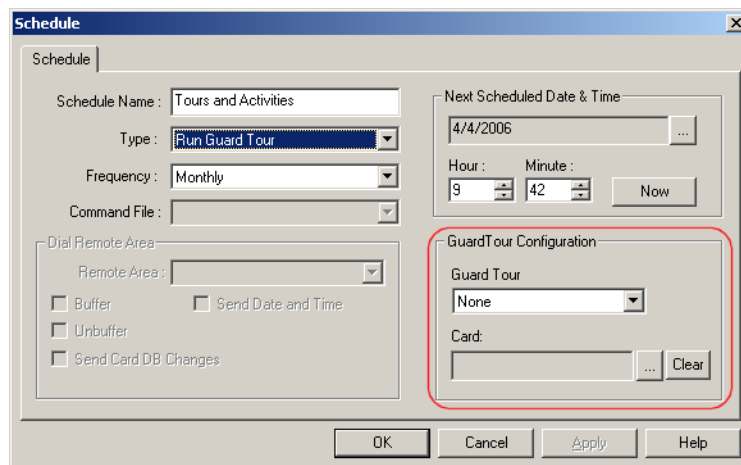 Schedule
Schedule
Schedule Name : Tours and Activities
Type : Run Guard Tour
Frequency : Monthly
Command File :
Dial Remote Area
Remote Area :
Buffer Send Date and Time
Unbuffer
Send Card DB Changes
Next Scheduled Date & Time
4/4/2006 ...
Hour : Minute :
9 42 Now
GuardTour Configuration
Guard Tour
None
Card:
... Clear
OK Cancel Apply Help